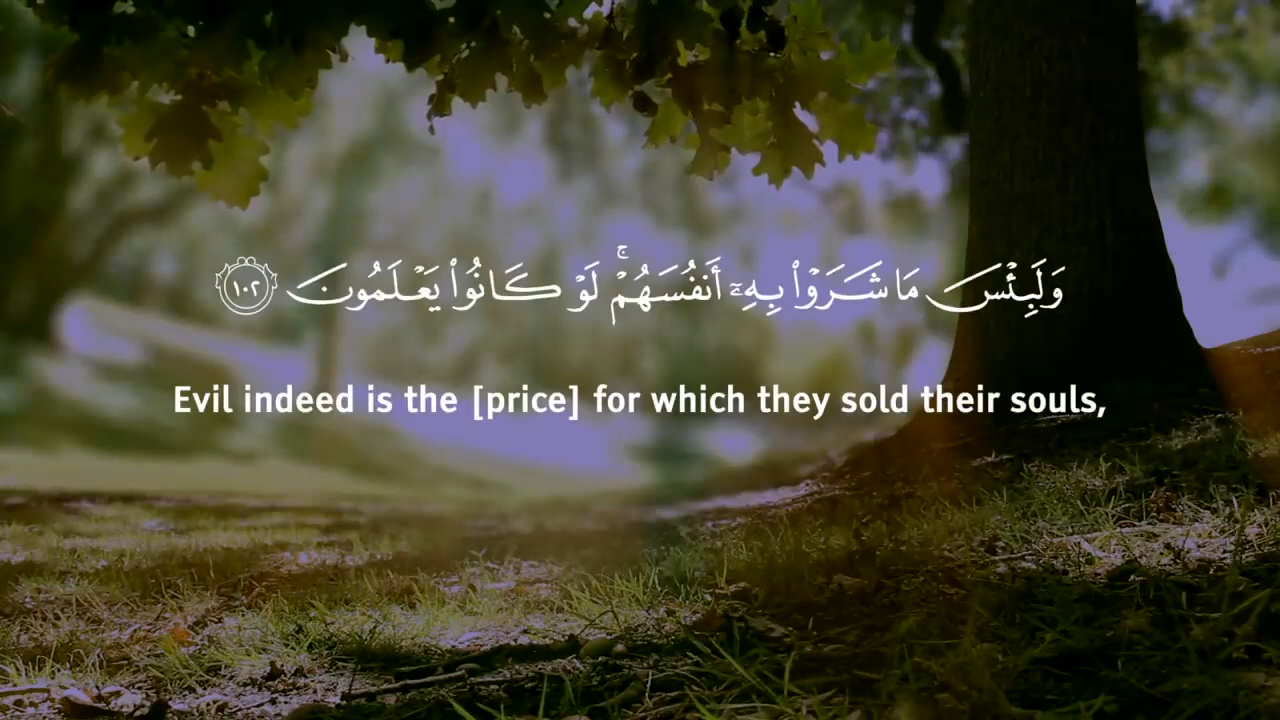 وَلَبِئْسَ مَا شَرَوْا۟ بِهِۦٓ أَنفُسَهُمْ ۚ لَوْ كَانُوا۟ يَعْلَمُونَ ١٠٢
Evil indeed is the [price] for which they sold their souls,